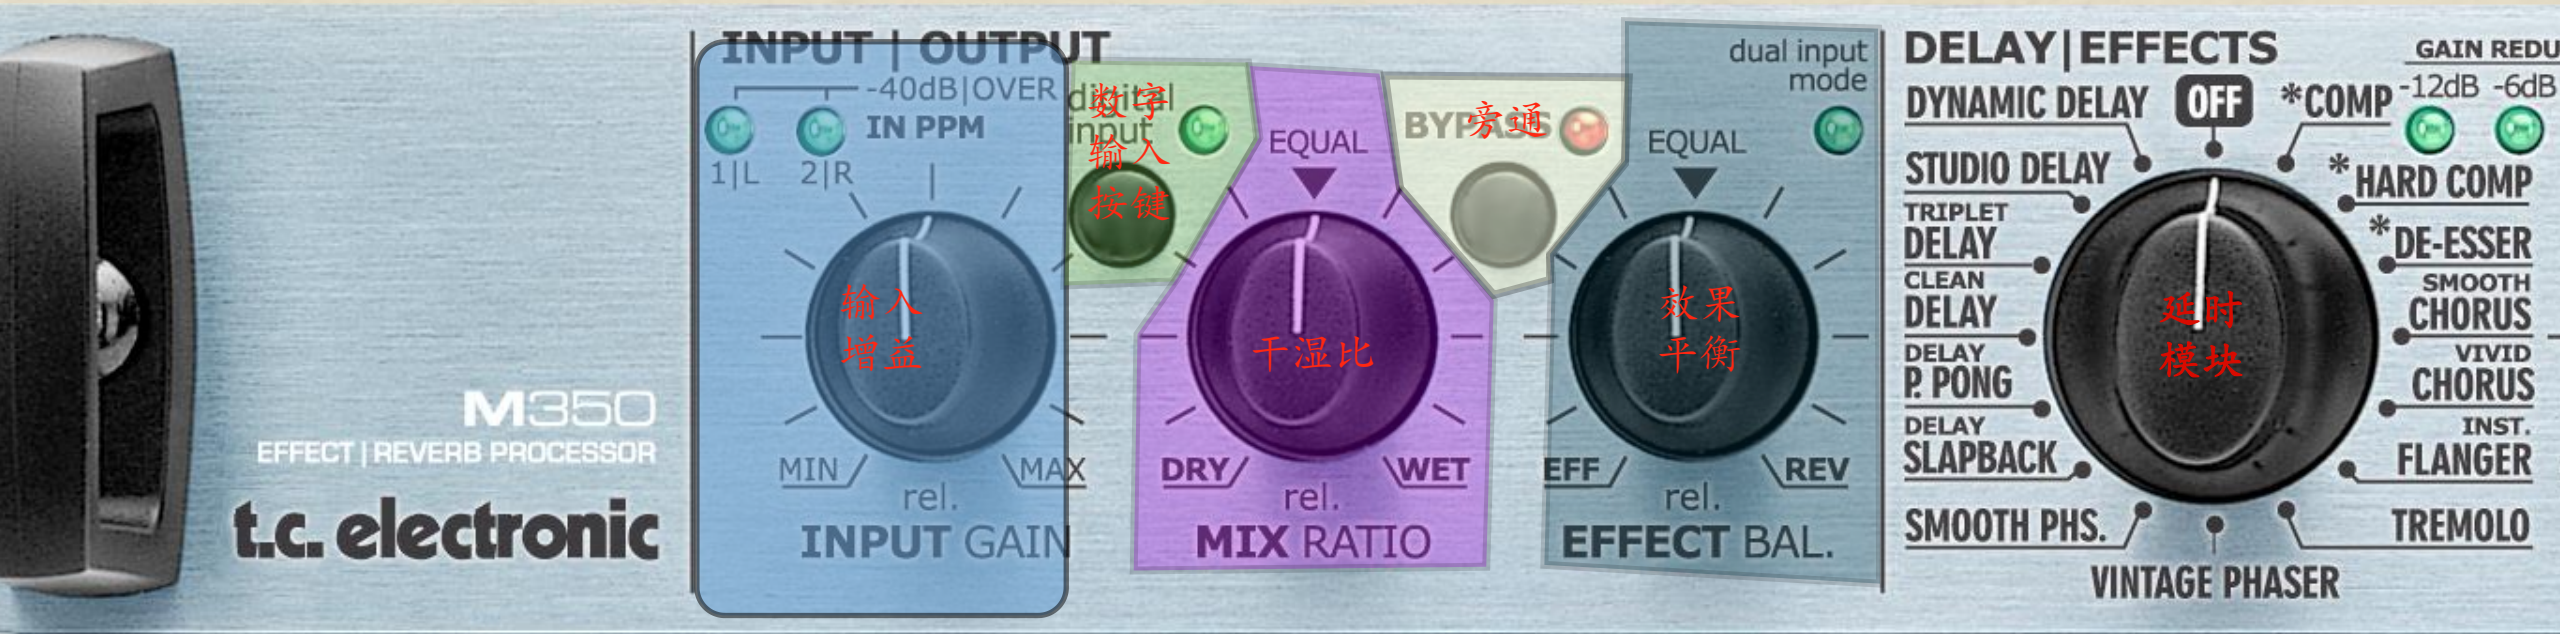 M350
EFFECT | REVERB PROCESSOR
t.c. electronic
INPUT | OUTPUT
-40dB|OVER
IN PPM
1|L
2|R
输入
增益
MIN
MAX
rel.
INPUT GAIN
digital
input
数字
输入
按键
EQUAL
干湿比
DRY
WET
rel.
MIX RATIO
BYPASS
旁通
dual input
mode
EQUAL
效果
平衡
EFF
REV
rel.
EFFECT BAL.
DELAY|EFFECTS
DYNAMIC DELAY
STUDIO DELAY
TRIPLET
DELAY
CLEAN
DELAY
DELAY
P. PONG
DELAY
SLAPBACK
SMOOTH PHS.
VINTAGE PHASER
延时
模块
OFF
*COMP
*HARD COMP
*DE-ESSER
SMOOTH
CHORUS
VIVID
CHORUS
INST.
FLANGER
TREMOLO
GAIN REDU
-12dB -6dB